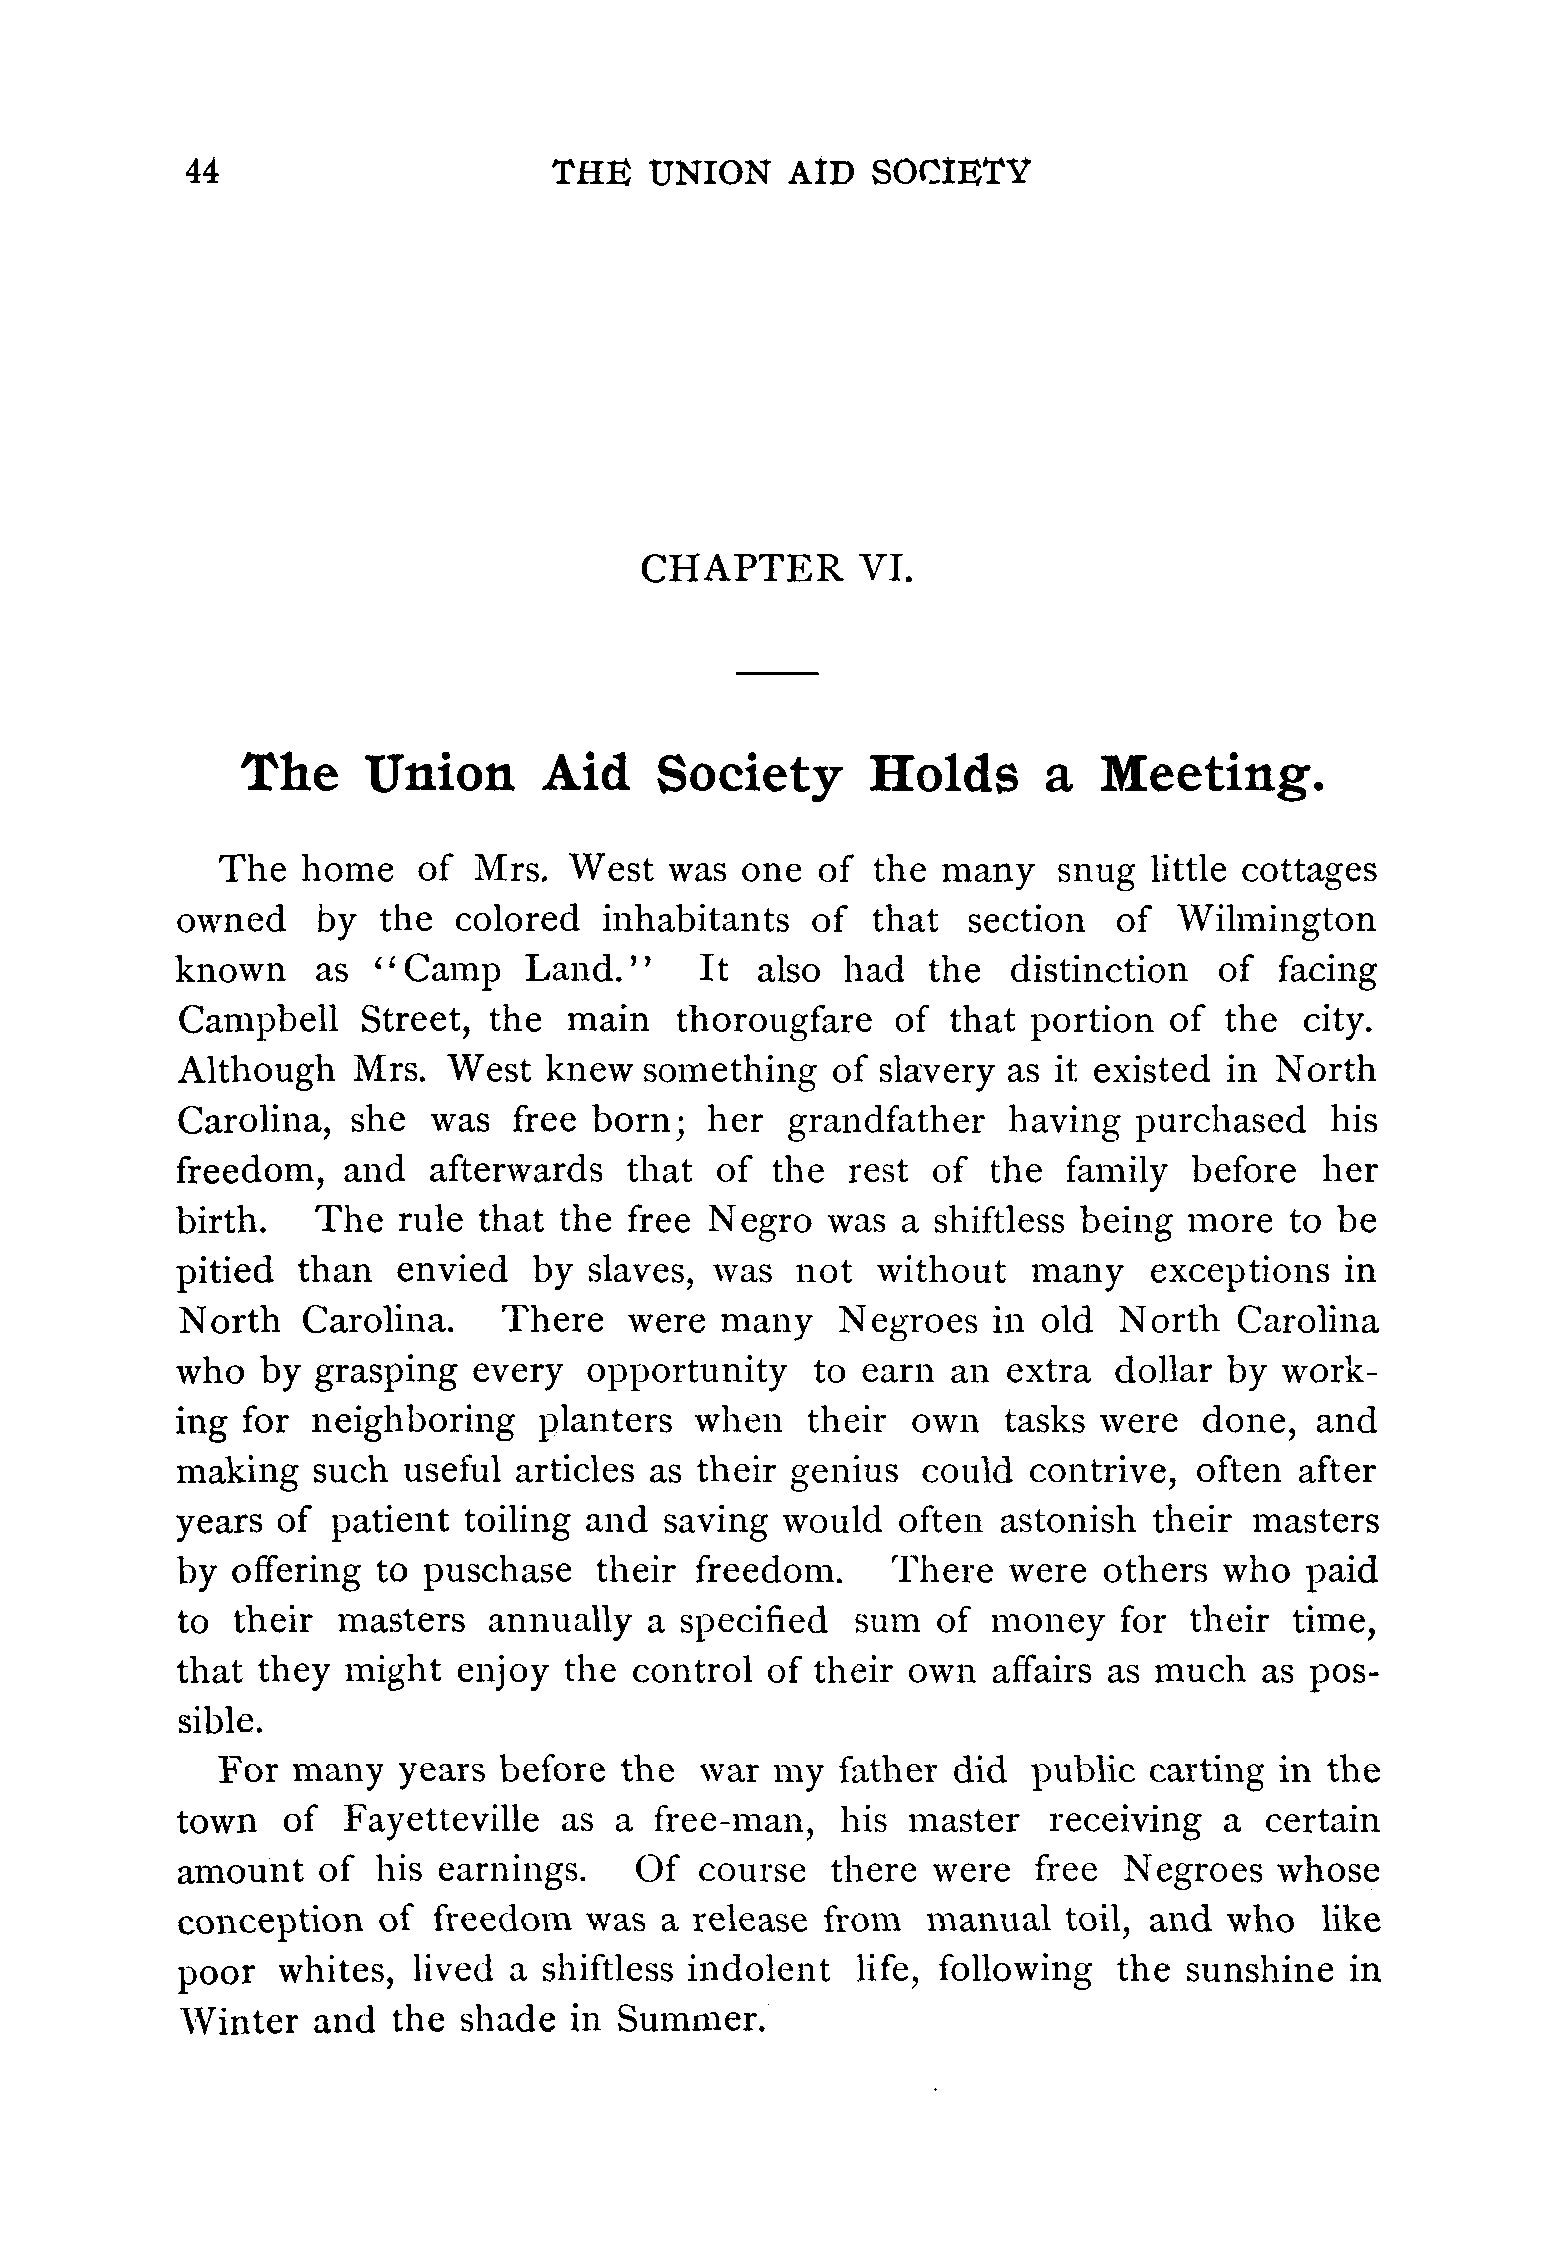 44 THE UNION AID SOCIETY
CHAPTER VI.
The Union Aid Society Holds a Meeting.
The home of Mrs. West was one of the many snug little cottages
owned by the colored inhabitants of that section of Wilmington
known as “Camp Land.” It also had the distinction of facing
Campbell Street, the main thorougfare of that portion of the city.
Although Mrs. West knew something of slavery as it existed in North
Carolina, she was free born; her grandfather having purchased his
freedom, and afterwards that of the rest of the family before her
birth. The rule that the free Negro was a shiftless being more to be
pitied than envied by slaves, was not without many exceptions in
North Carolina. There were many Negroes in old North Carolina
who by grasping every opportunity to earn an extra dollar by work-
ing for neighboring planters when their own tasks were done, and
making such useful articles as their genius could contrive, often after
years of patient toiling and saving would often astonish their masters
by offering to puschase their freedom. There were others who paid
to their masters annually a specified sum of money for their time,
that they might enjoy the control of their own affairs as much as pos-
sible.
For many years before the war my father did public carting in the
town of Fayetteville as a free-man, his master receiving a certain
amount of his earnings. Of course there were free Negroes whose
conception of freedom was a release from manual toil, and who like
poor whites, lived a shiftless indolent life, following the sunshine in
Winter and the shade in Summer.